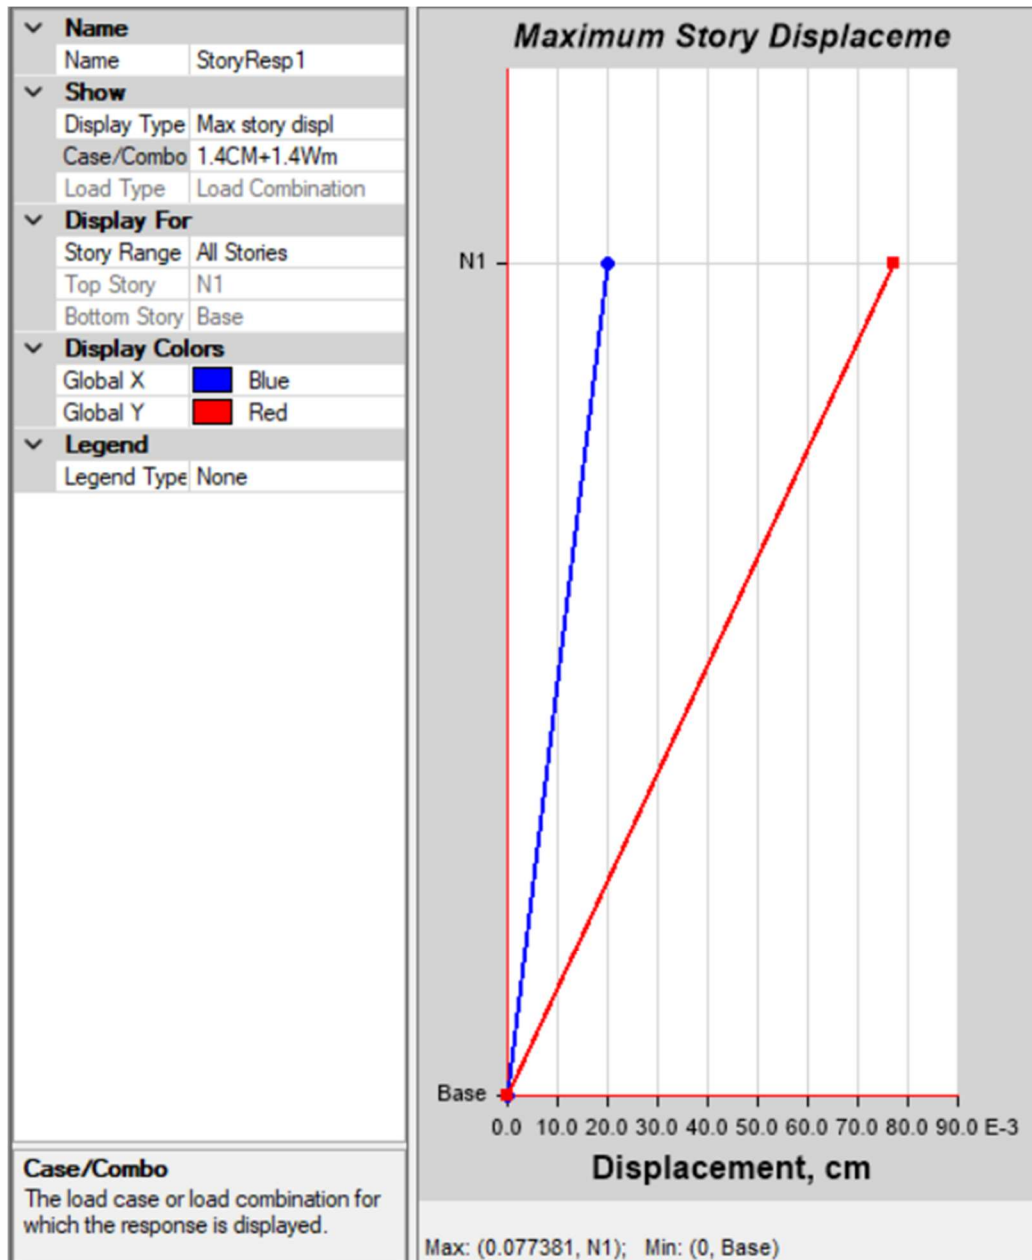 Name
Name StoryResp1
Show
Display Type Max story displ
Case/Combo 1.4CM+1.4Wm
Load Type Load Combination
Display For
Story Range All Stories
Top Story N1
Bottom Story Base
Display Colors
Global X Blue
Global Y Red
Legend
Legend Type None
Case/Combo
The load case or load combination for
which the response is displayed.
Maximum Story Displaceme
N1
Base
0.0 10.0 20.0 30.0 40.0 50.0 60.0 70.0 80.0 90.0 E-3
Displacement, cm
Max: (0.077381, N1); Min: (0, Base)